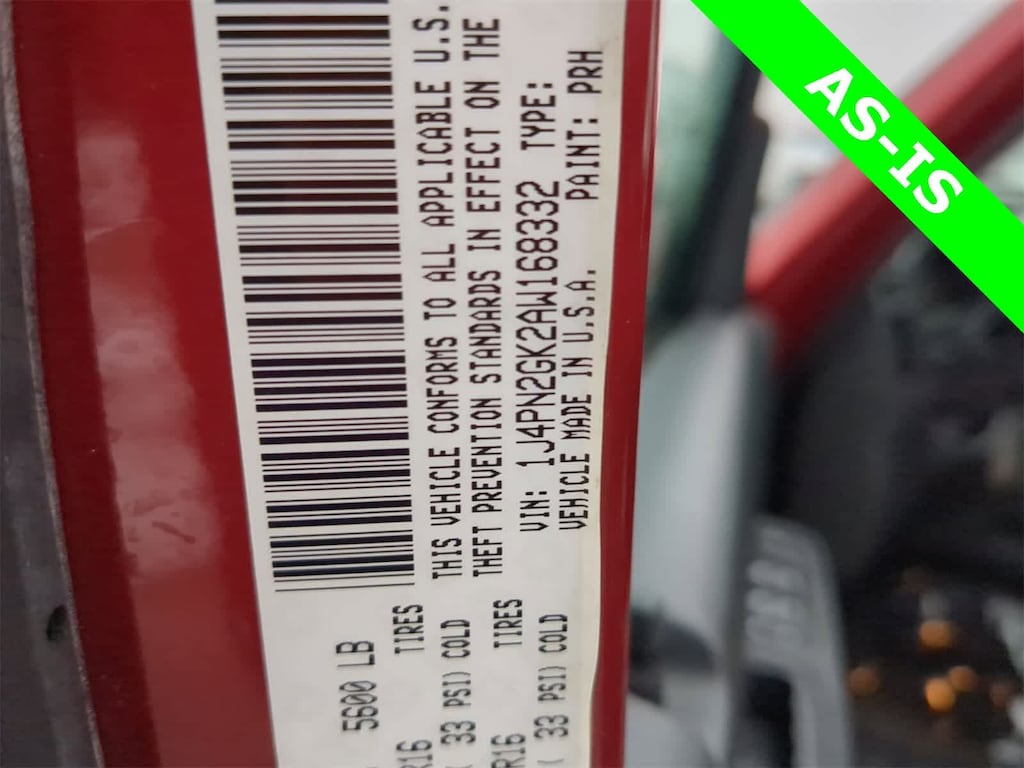 AS-IS
THIS VEHICLE CONFORMS TO ALL APPLICABLE U.S.
THEFT PREVENTION STANDARDS IN EFFECT ON THE
VIN: 1J4PN2GK2AW168332 TYPE:
VEHICLE MADE IN U.S.A. PAINT: PRH
5600 LB
R16 TIRES
( 33 PSI) COLD
R16 TIRES
( 33 PSI) COLD